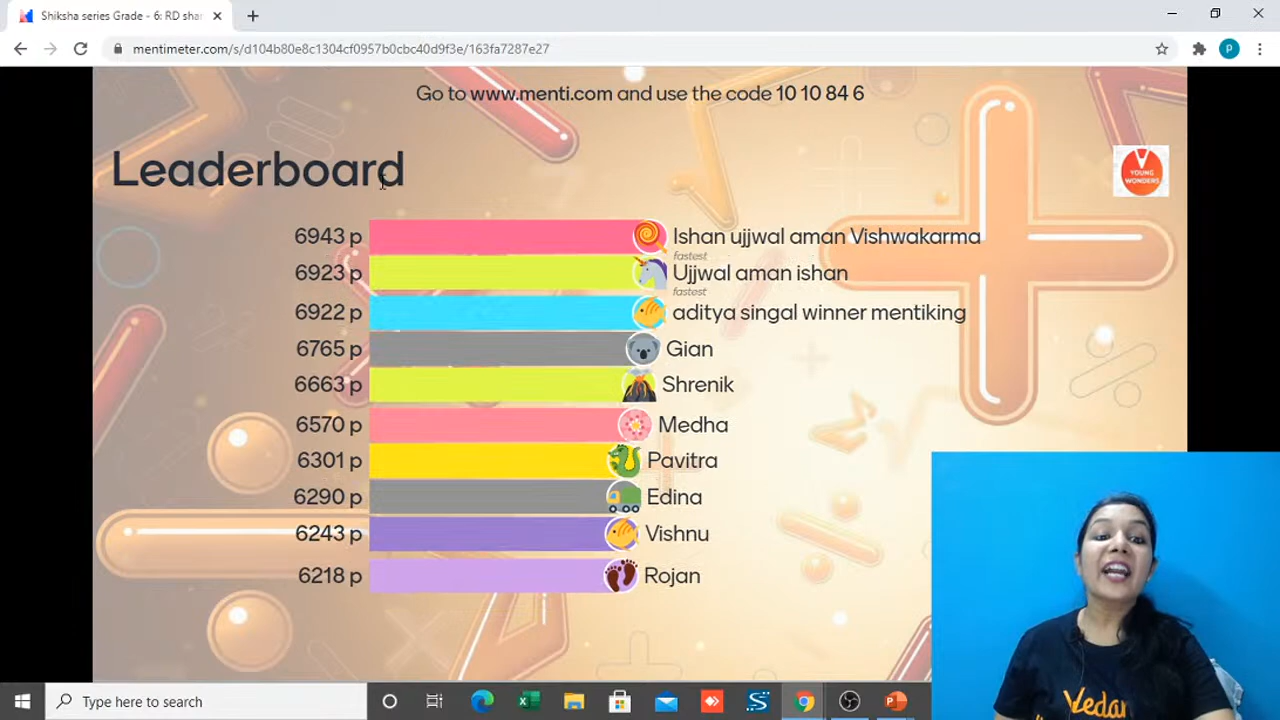 Shiksha series Grade - 6: RD shar
mentimeter.com/s/d104b80e8c1304cf0957b0cbc40d9f3e/163fa7287e27
P
Go to www.menti.com and use the code 10 10 84 6
Leaderboard
YOUNG
WONDERS
6943 p Ishan ujjwal aman Vishwakarma
fastest
6923 p Ujjwal aman ishan
fastest
6922 p aditya singal winner mentiking
6765 p Gian
6663 p Shrenik
6570 p Medha
6301 p Pavitra
6290 p Edina
6243 p Vishnu
6218 p Rojan
Vedan
Type here to search